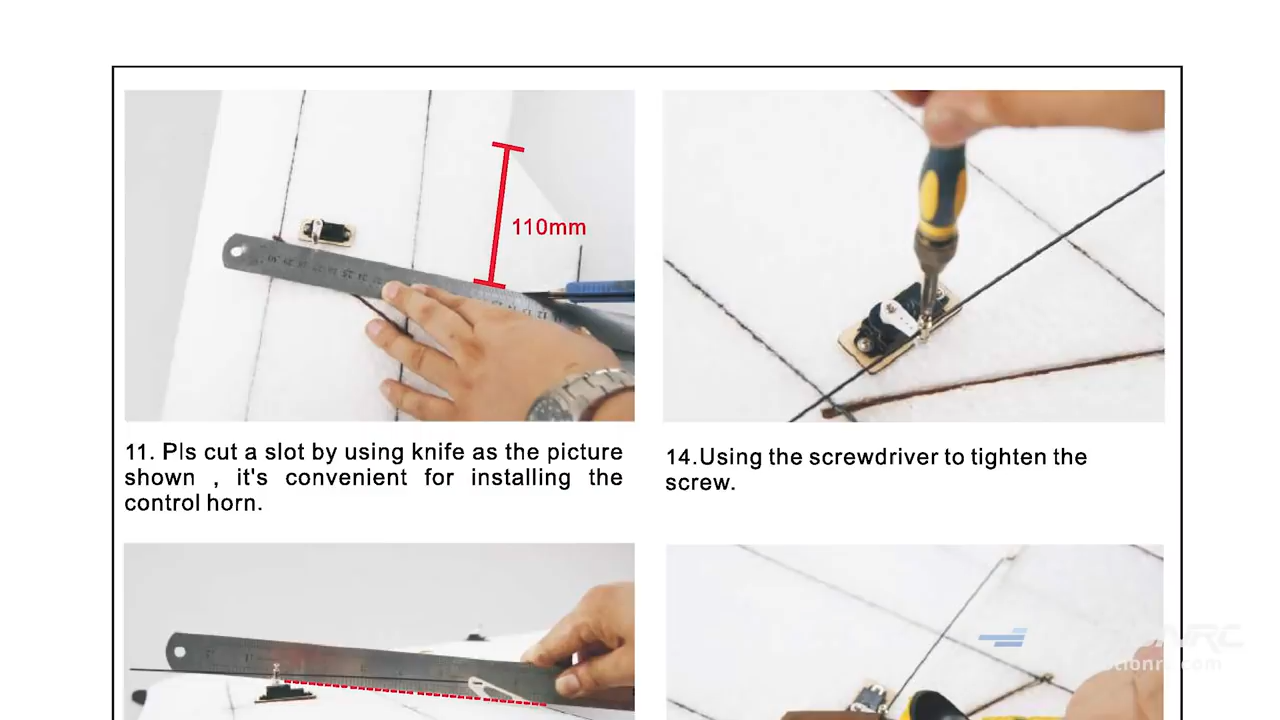 110mm
11. Pls cut a slot by using knife as the picture
shown , it's convenient for installing the
control horn.
14.Using the screwdriver to tighten the
screw.